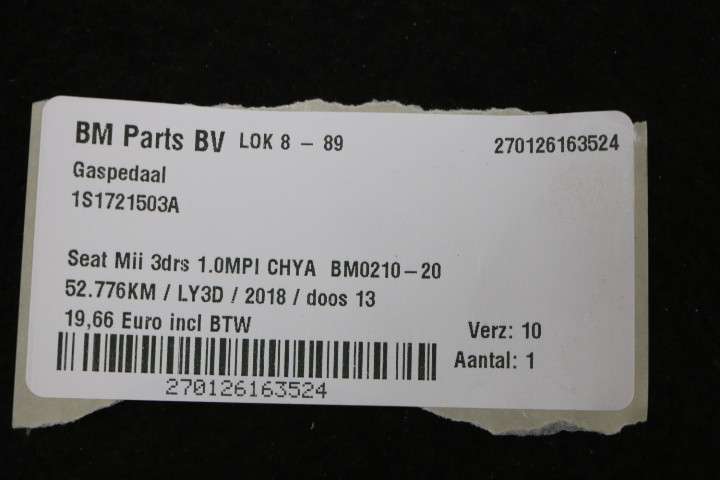 BM Parts BV LOK 8 - 89 270126163524
Gaspedaal
1S1721503A
Seat Mii 3drs 1.0MPI CHYA BM0210-20
52.776KM / LY3D / 2018 / doos 13
19,66 Euro incl BTW Verz: 10
Aantal: 1
270126163524